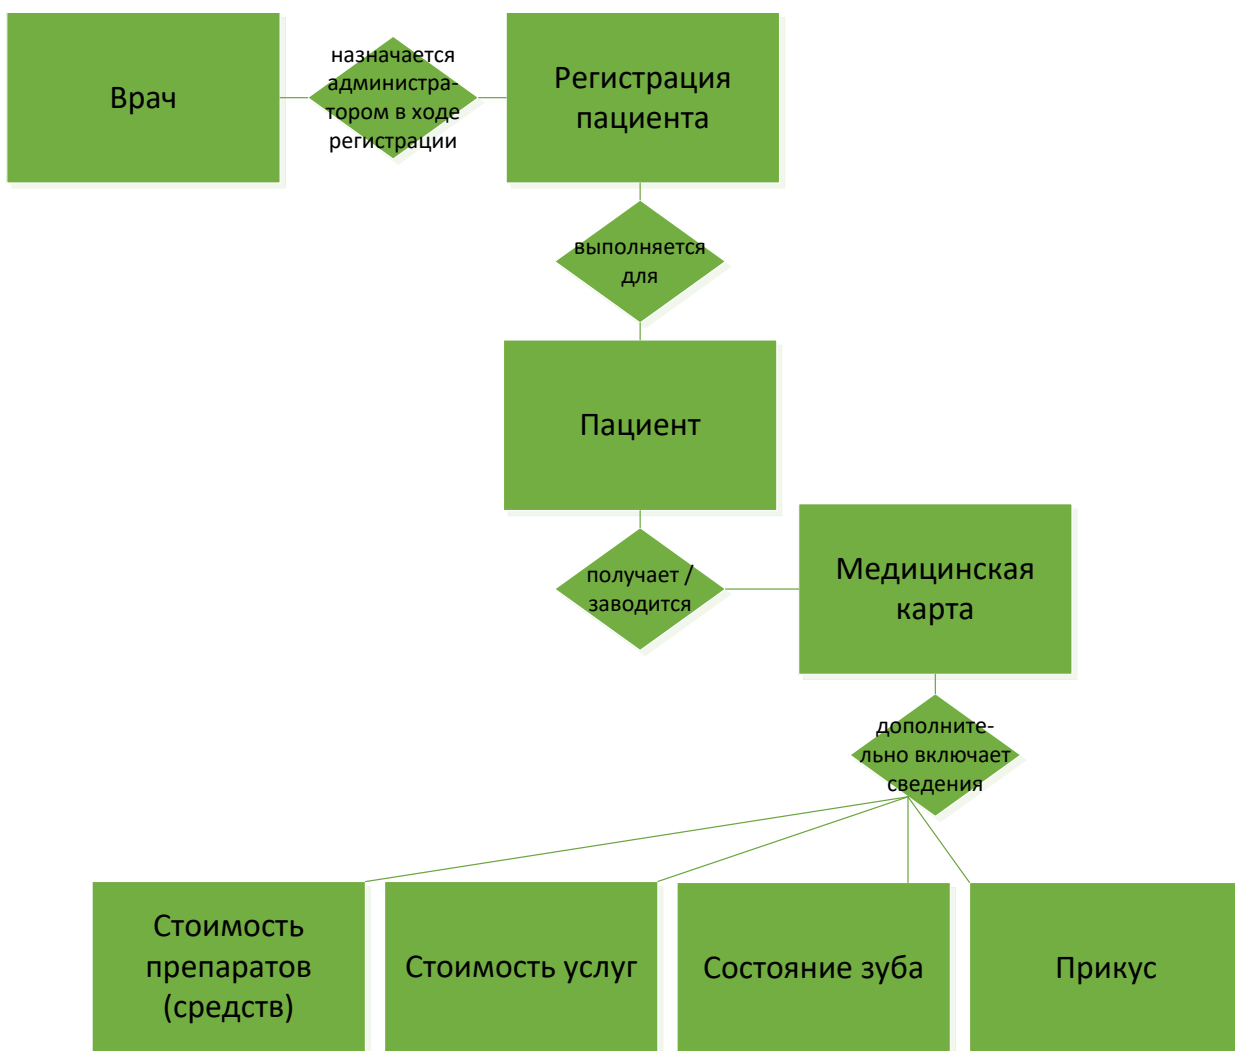 Врач
назначается
администра-
тором в ходе
регистрации
Регистрация
пациента
выполняется
для
Пациент
получает /
заводится
Медицинская
карта
дополните-
льно включает
сведения
Стоимость
препаратов
(средств)
Стоимость услуг
Состояние зуба
Прикус